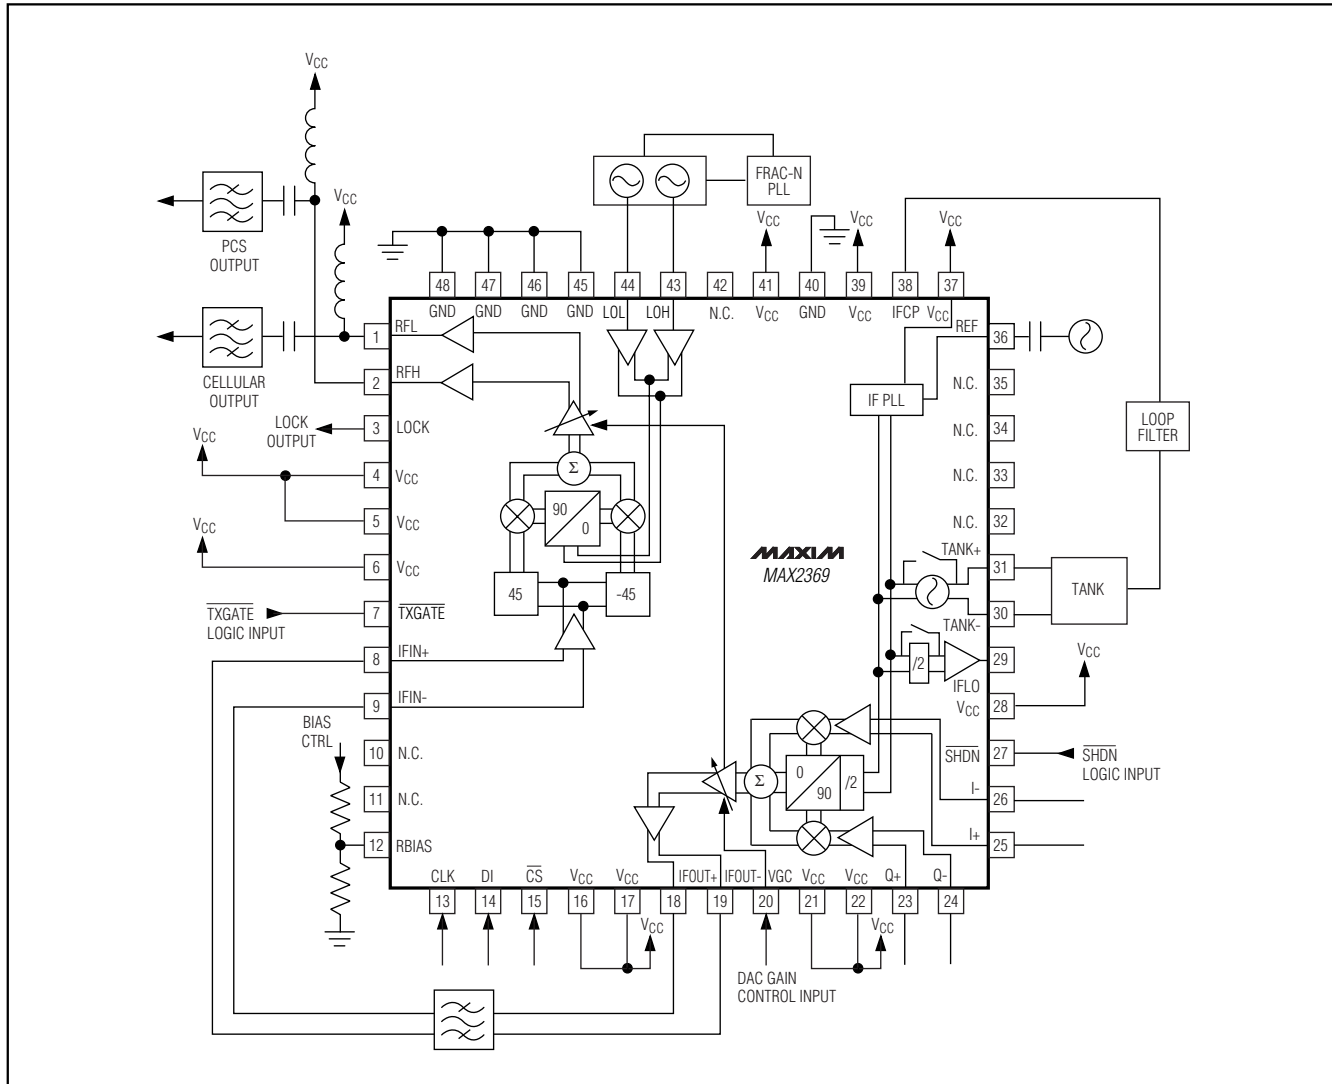 VCC
FRAC-N
PLL
VCC
PCS
OUTPUT
VCC
VCC
VCC
48 47 46 45 44 43 42 41 40 39 38 37
GND GND GND GND LOL LOH N.C. VCC GND VCC IFCP VCC
1 RFL
REF 36
CELLULAR
OUTPUT
2 RFH
N.C. 35
IF PLL
LOCK
OUTPUT
3 LOCK
N.C. 34
LOOP
FILTER
VCC
4 VCC
Σ
N.C. 33
90
0
5 VCC
N.C. 32
VCC
6 VCC
MAXIM
MAX2369
TANK+ 31
45
-45
TANK
TXGATE
LOGIC INPUT
7 TXGATE
TANK- 30
8 IFIN+
/2
29
IFLO
VCC
9 IFIN-
VCC 28
BIAS
CTRL
10 N.C.
SHDN 27
SHDN
LOGIC INPUT
Σ
0
90
/2
11 N.C.
I- 26
12 RBIAS
I+ 25
CLK DI CS VCC VCC IFOUT+ IFOUT- VGC VCC VCC Q+ Q-
13 14 15 16 17 18 19 20 21 22 23 24
VCC
VCC
DAC GAIN
CONTROL INPUT